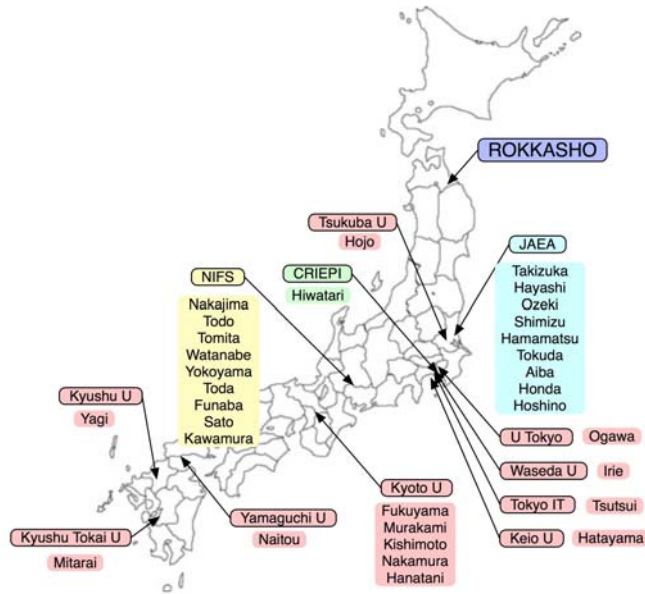 ROKKASHO
Tsukuba U
Hojo
JAEA
Takizuka
Hayashi
Ozeki
Shimizu
Hamamatsu
Tokuda
Aiba
Honda
Hoshino
NIFS
Nakajima
Todo
Tomita
Watanabe
Yokoyama
Toda
Funaba
Sato
Kawamura
CRIEPI
Hiwatari
Kyushu U
Yagi
U Tokyo Ogawa
Waseda U Irie
Tokyo IT Tsutsui
Keio U Hatayama
Kyoto U
Fukuyama
Murakami
Kishimoto
Nakamura
Hanatani
Yamaguchi U
Naitou
Kyushu Tokai U
Mitarai